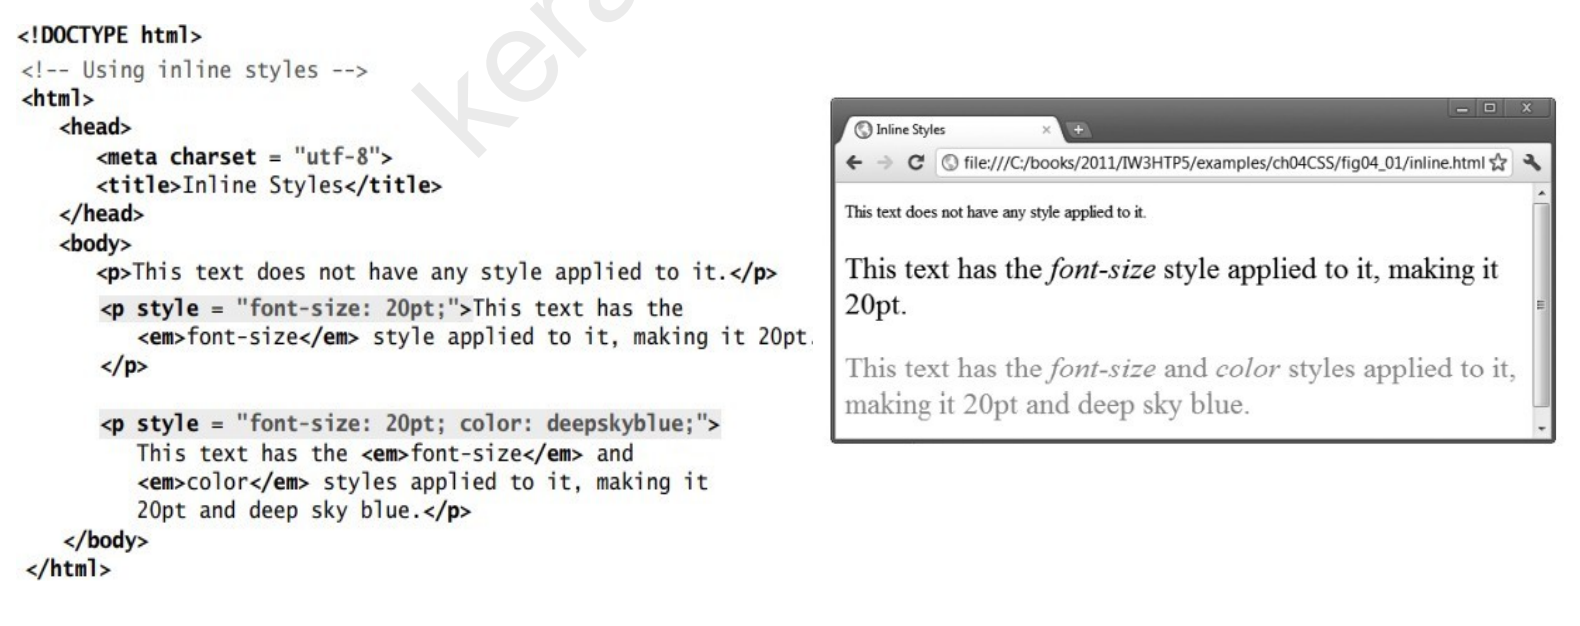 <!DOCTYPE html>
<!-- Using inline styles -->
<html>
<head>
<meta charset = "utf-8">
<title>Inline Styles</title>
</head>
<body>
<p>This text does not have any style applied to it.</p>
<p style = "font-size: 20pt;">This text has the
<em>font-size</em> style applied to it, making it 20pt.
</p>
<p style = "font-size: 20pt; color: deepskyblue;">
This text has the <em>font-size</em> and
<em>color</em> styles applied to it, making it
20pt and deep sky blue.</p>
</body>
</html>
Inline Styles
file:///C:/books/2011/IW3HTP5/examples/ch04CSS/fig04_01/inline.html
This text does not have any style applied to it.
This text has the font-size style applied to it, making it
20pt.
This text has the font-size and color styles applied to it,
making it 20pt and deep sky blue.